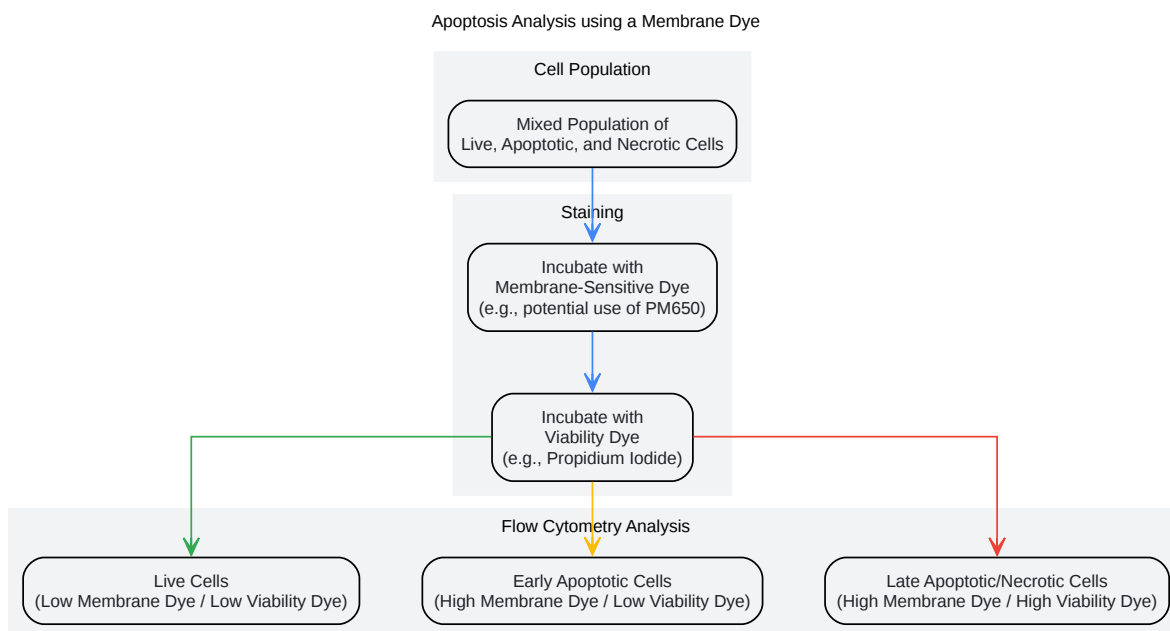 Apoptosis Analysis using a Membrane Dye
Cell Population
Mixed Population of
Live, Apoptotic, and Necrotic Cells
Staining
Incubate with
Membrane-Sensitive Dye
(e.g., potential use of PM650)
Incubate with
Viability Dye
(e.g., Propidium Iodide)
Flow Cytometry Analysis
Live Cells
(Low Membrane Dye / Low Viability Dye)
Early Apoptotic Cells
(High Membrane Dye / Low Viability Dye)
Late Apoptotic/Necrotic Cells
(High Membrane Dye / High Viability Dye)